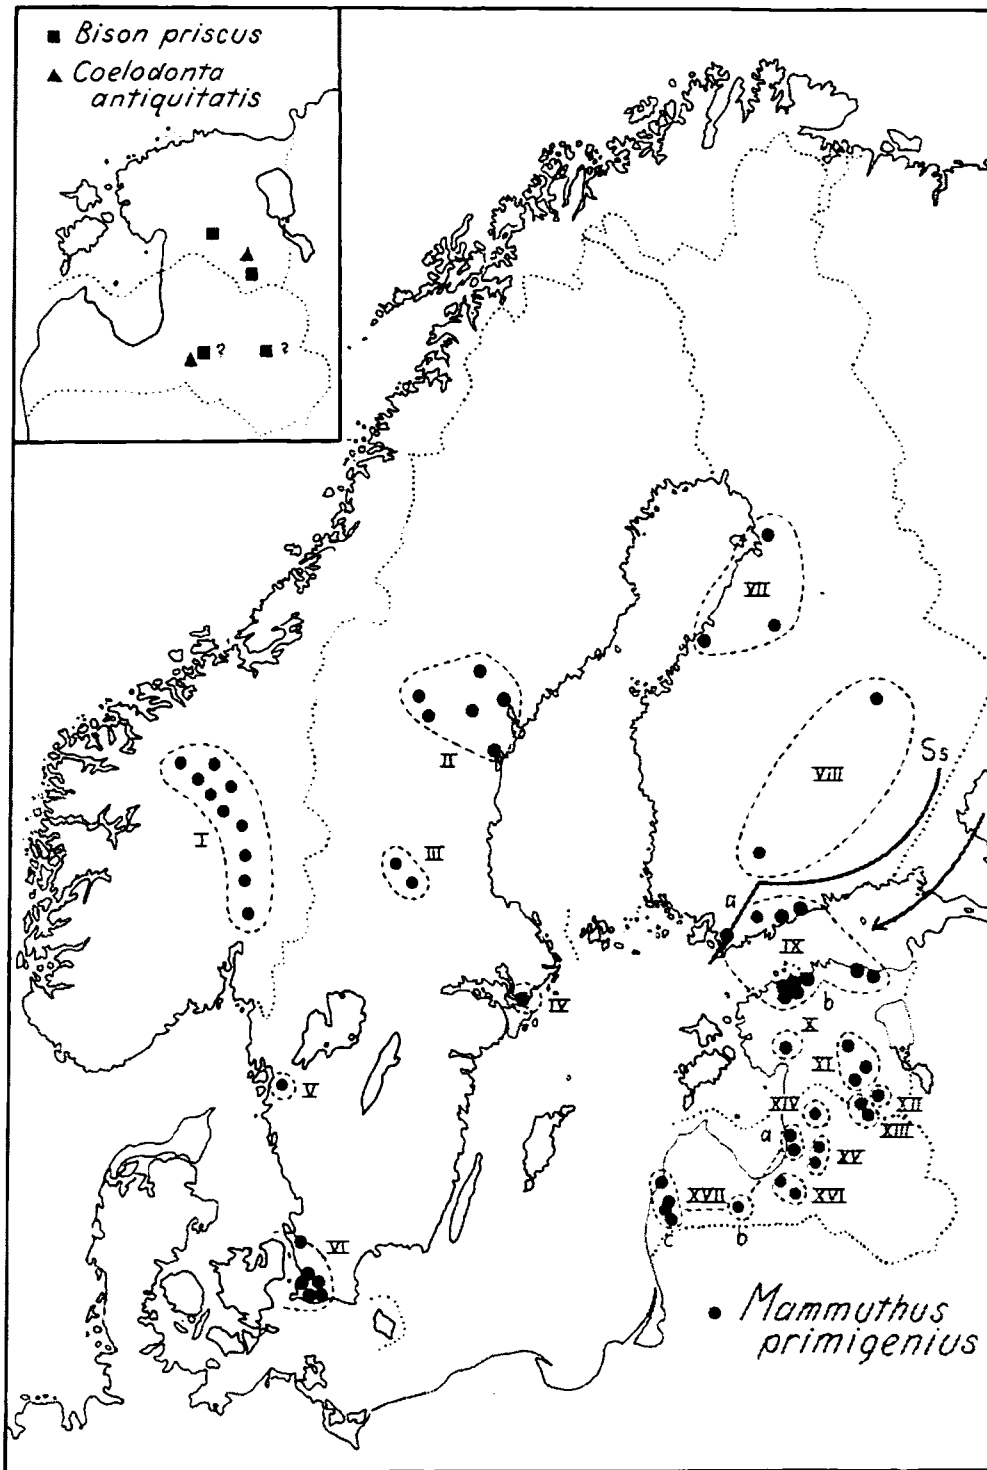 Bison priscus
Coelodonta
antiquitatis
?
?
VII
II
VIII
Ss
I
III
a
IX
IV
b
X
V
XI
XIV
XII
a
XIII
XV
XVII
XVI
c
b
VI
Mammuthus
primigenius